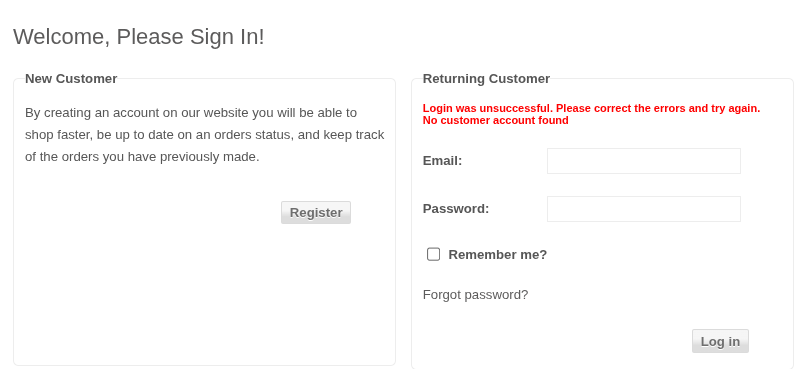 Welcome, Please Sign In!
New Customer
By creating an account on our website you will be able to
shop faster, be up to date on an orders status, and keep track
of the orders you have previously made.
Register
Returning Customer
Login was unsuccessful. Please correct the errors and try again.
No customer account found
Email:
Password:
Remember me?
Forgot password?
Log in